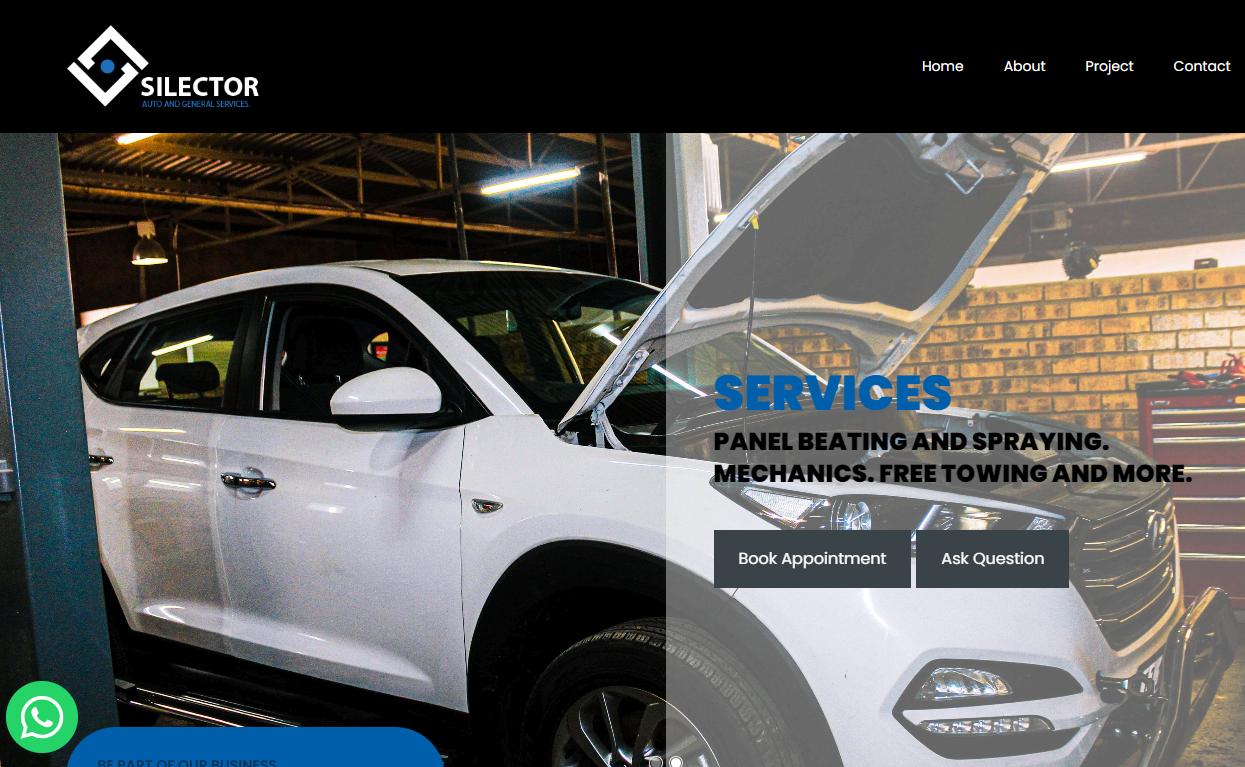 SILECTOR
AUTO AND GENERAL SERVICES.
Home
About
Project
Contact
SERVICES
PANEL BEATING AND SPRAYING.
MECHANICS. FREE TOWING AND MORE.
Book Appointment
Ask Question
BE PART OF OUR BUSINESS